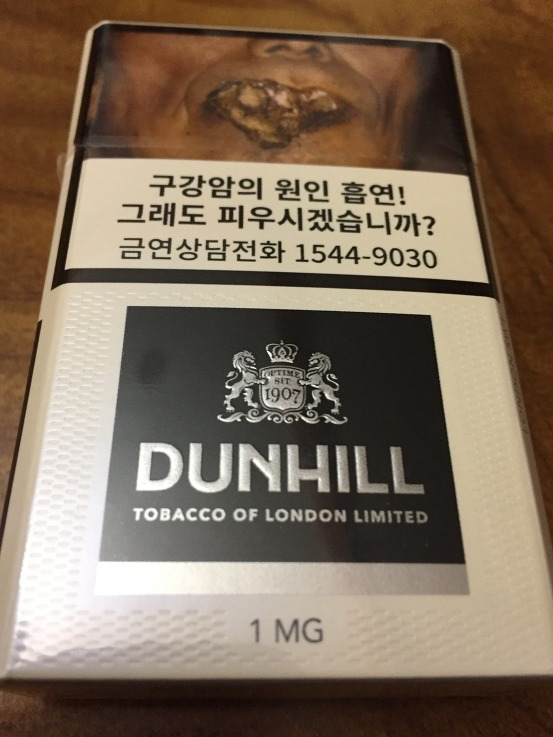 구강암의 원인 흡연!
그래도 피우시겠습니까?
금연상담전화 1544-9030
OPTIME
SIT
1907
DUNHILL
TOBACCO OF LONDON LIMITED
1 MG